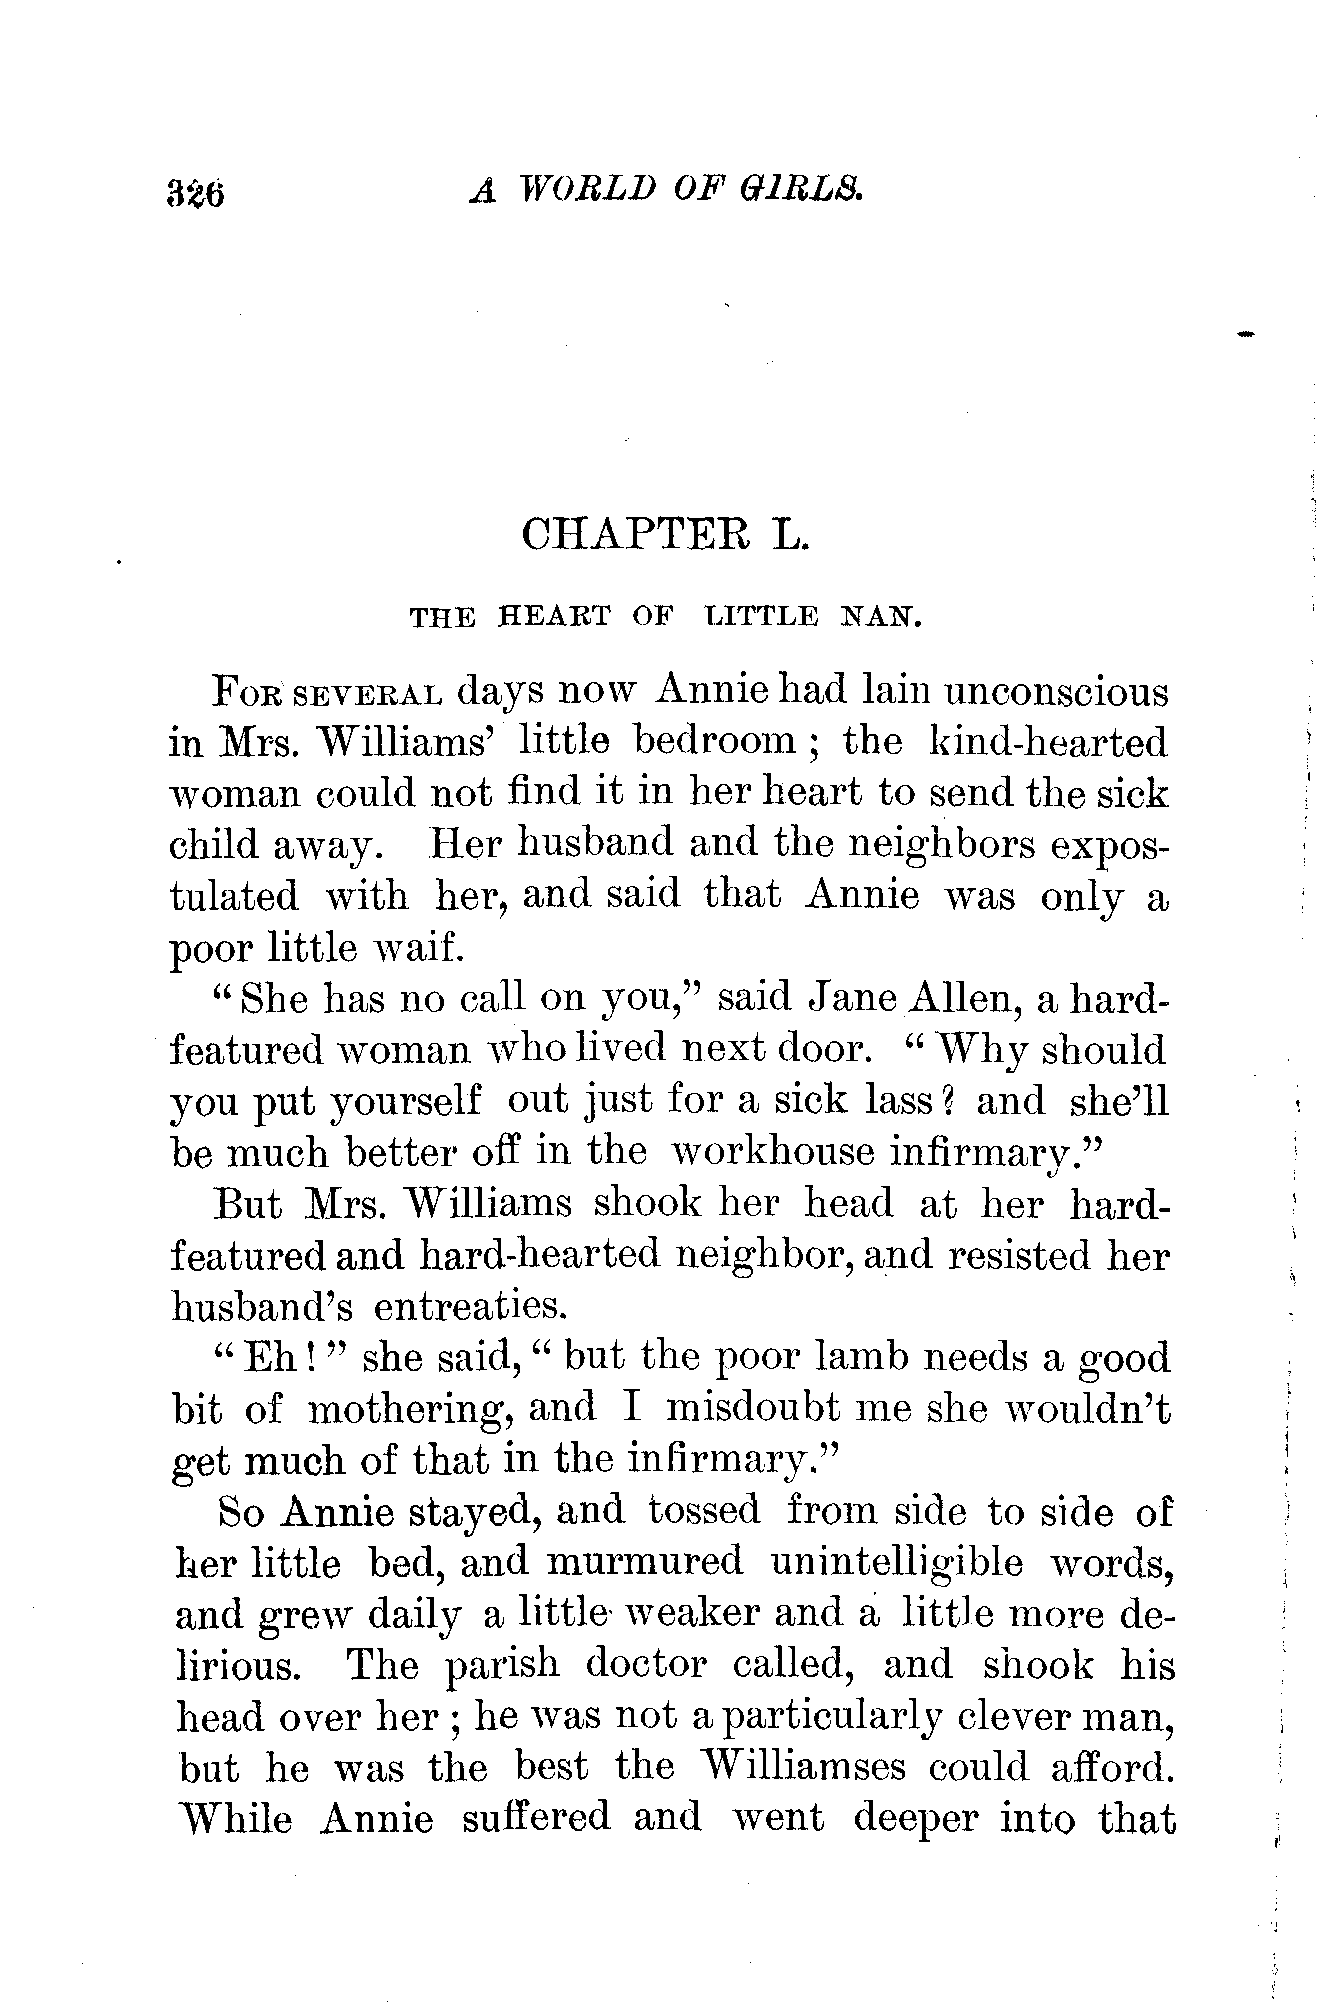 326 A WORLD OF GIRLS.
CHAPTER L.
THE HEART OF LITTLE NAN.
FOR SEVERAL days now Annie had lain unconscious
in Mrs. Williams' little bedroom ; the kind-hearted
woman could not find it in her heart to send the sick
child away. Her husband and the neighbors expos-
tulated with her, and said that Annie was only a
poor little waif.
" She has no call on you," said Jane Allen, a hard-
featured woman who lived next door. " Why should
you put yourself out just for a sick lass ? and she'll
be much better off in the workhouse infirmary."
But Mrs. Williams shook her head at her hard-
featured and hard-hearted neighbor, and resisted her
husband's entreaties.
" Eh ! " she said, " but the poor lamb needs a good
bit of mothering, and I misdoubt me she wouldn't
get much of that in the infirmary."
So Annie stayed, and tossed from side to side of
her little bed, and murmured unintelligible words,
and grew daily a little weaker and a little more de-
lirious. The parish doctor called, and shook his
head over her ; he was not a particularly clever man,
but he was the best the Williamses could afford.
While Annie suffered and went deeper into that